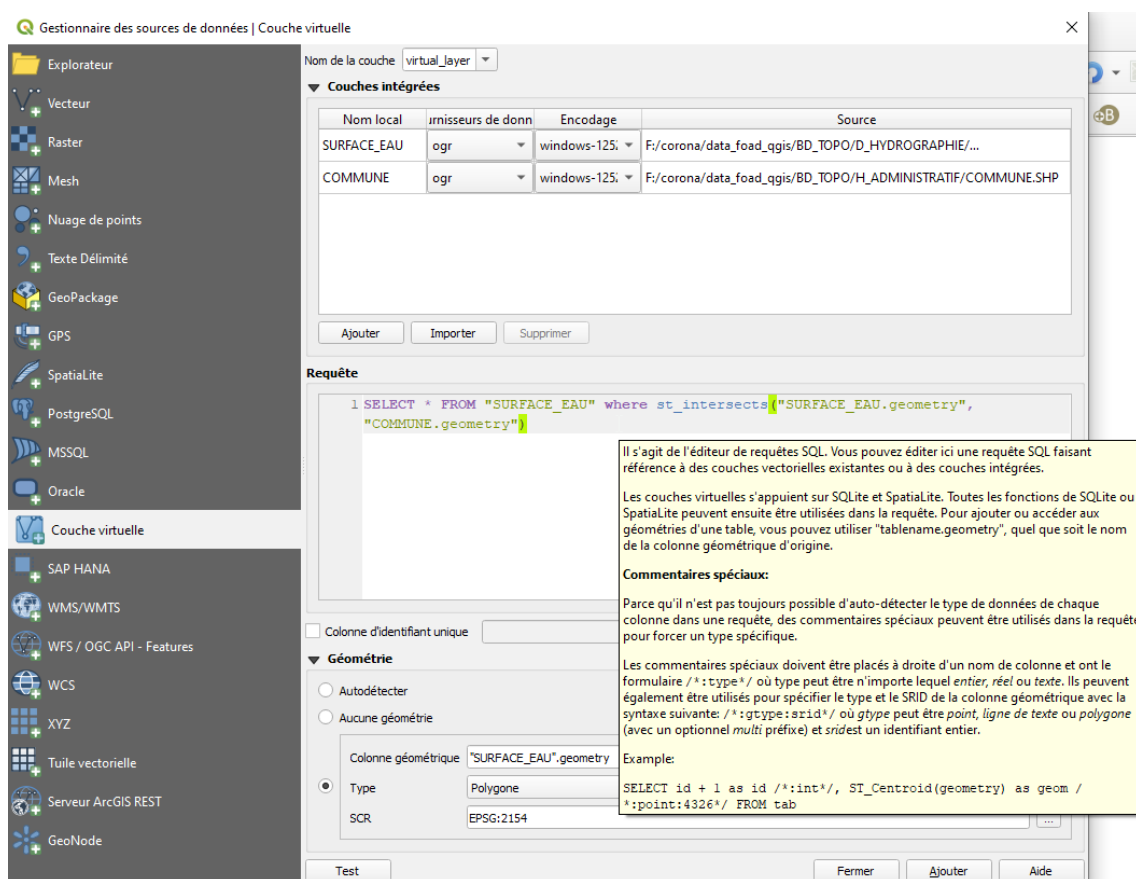 Gestionnaire des sources de données | Couche virtuelle
Explorateur
Vecteur
Raster
Mesh
Nuage de points
Texte Délimité
GeoPackage
GPS
SpatiaLite
PostgreSQL
MSSQL
Oracle
Couche virtuelle
SAP HANA
WMS/WMTS
WFS / OGC API - Features
WCS
XYZ
Tuile vectorielle
Serveur ArcGIS REST
GeoNode
Nom de la couche virtual_layer
Couches intégrées
Nom local urnisseurs de donn Encodage Source
SURFACE_EAU ogr windows-125: F:/corona/data_foad_qgis/BD_TOPO/D_HYDROGRAPHIE/...
COMMUNE ogr windows-125: F:/corona/data_foad_qgis/BD_TOPO/H_ADMINISTRATIF/COMMUNE.SHP
Ajouter Importer Supprimer
Requête
1 SELECT * FROM "SURFACE_EAU" where st_intersects("SURFACE_EAU.geometry",
"COMMUNE.geometry")
Il s'agit de l'éditeur de requêtes SQL. Vous pouvez éditer ici une requête SQL faisant
référence à des couches vectorielles existantes ou à des couches intégrées.
Les couches virtuelles s'appuient sur SQLite et SpatiaLite. Toutes les fonctions de SQLite ou
SpatiaLite peuvent ensuite être utilisées dans la requête. Pour ajouter ou accéder aux
géométries d'une table, vous pouvez utiliser "tablename.geometry", quel que soit le nom
de la colonne géométrique d'origine.
Commentaires spéciaux:
Parce qu'il n'est pas toujours possible d'auto-détecter le type de données de chaque
colonne dans une requête, des commentaires spéciaux peuvent être utilisés dans la requête
pour forcer un type spécifique.
Les commentaires spéciaux doivent être placés à droite d'un nom de colonne et ont le
formulaire /*:type*/ où type peut être n'importe lequel entier, réel ou texte. Ils peuvent
également être utilisés pour spécifier le type et le SRID de la colonne géométrique avec la
syntaxe suivante: /*:gtype:srid*/ où gtype peut être point, ligne de texte ou polygone
(avec un optionnel multi préfixe) et sridest un identifiant entier.
Example:
SELECT id + 1 as id /*:int*/, ST_Centroid(geometry) as geom /
*:point:4326*/ FROM tab
Colonne d'identifiant unique
Géométrie
Autodétecter
Aucune géométrie
Colonne géométrique "SURFACE_EAU".geometry
Type Polygone
SCR EPSG:2154
...
Test Fermer Ajouter Aide
B